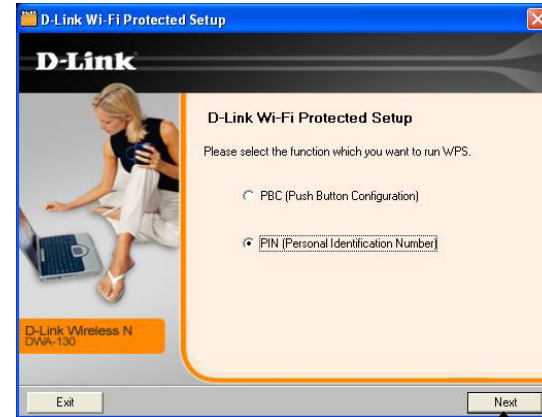 D-Link Wi-Fi Protected Setup
D-Link
D-Link Wi-Fi Protected Setup
Please select the function which you want to run WPS.
PBC (Push Button Configuration)
PIN (Personal Identification Number)
D-Link Wireless N
DWA-130
Exit
Next